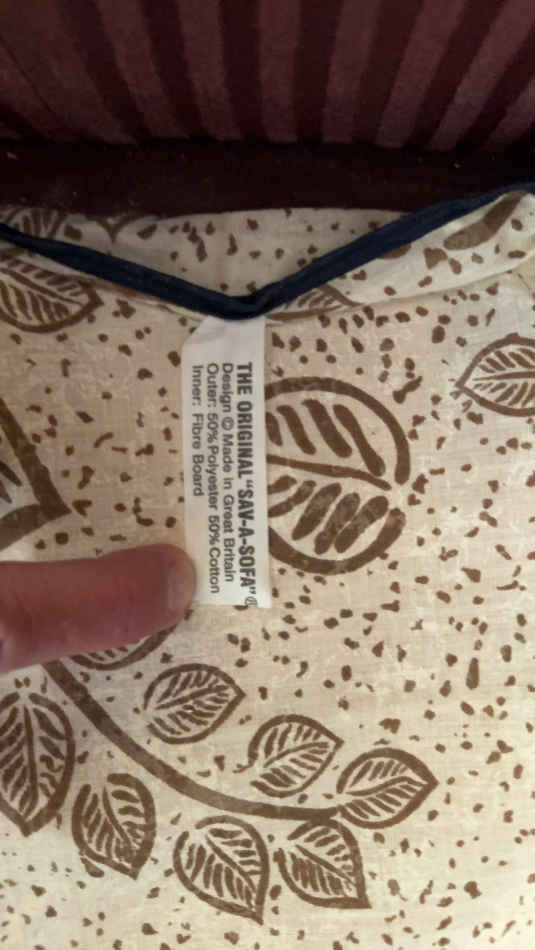 THE ORIGINAL "SAV-A-SOFA"®
Design © Made in Great Britain
Outer: 50% Polyester 50% Cotton
Inner: Fibre Board